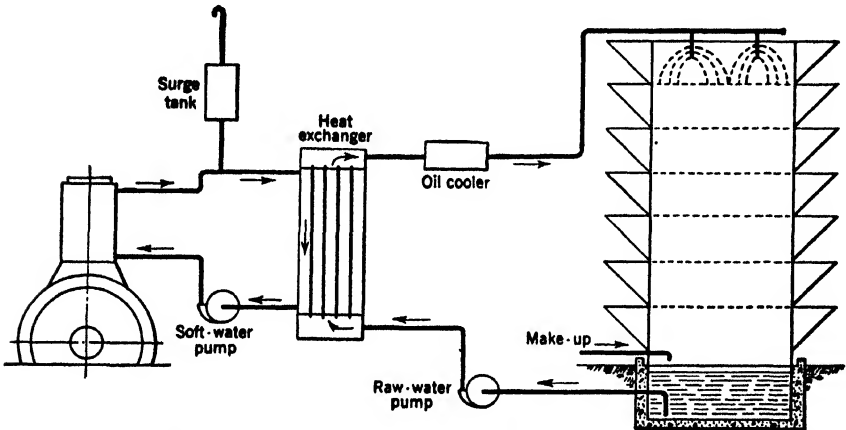 Surge
tank
Heat
exchanger
Oil cooler
Soft-water
pump
Make-up
Raw-water
pump